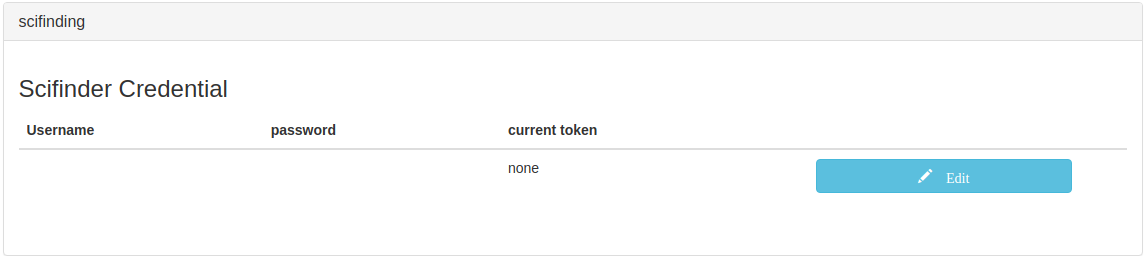 scifinding
Scifinder Credential
Username password current token
none Edit